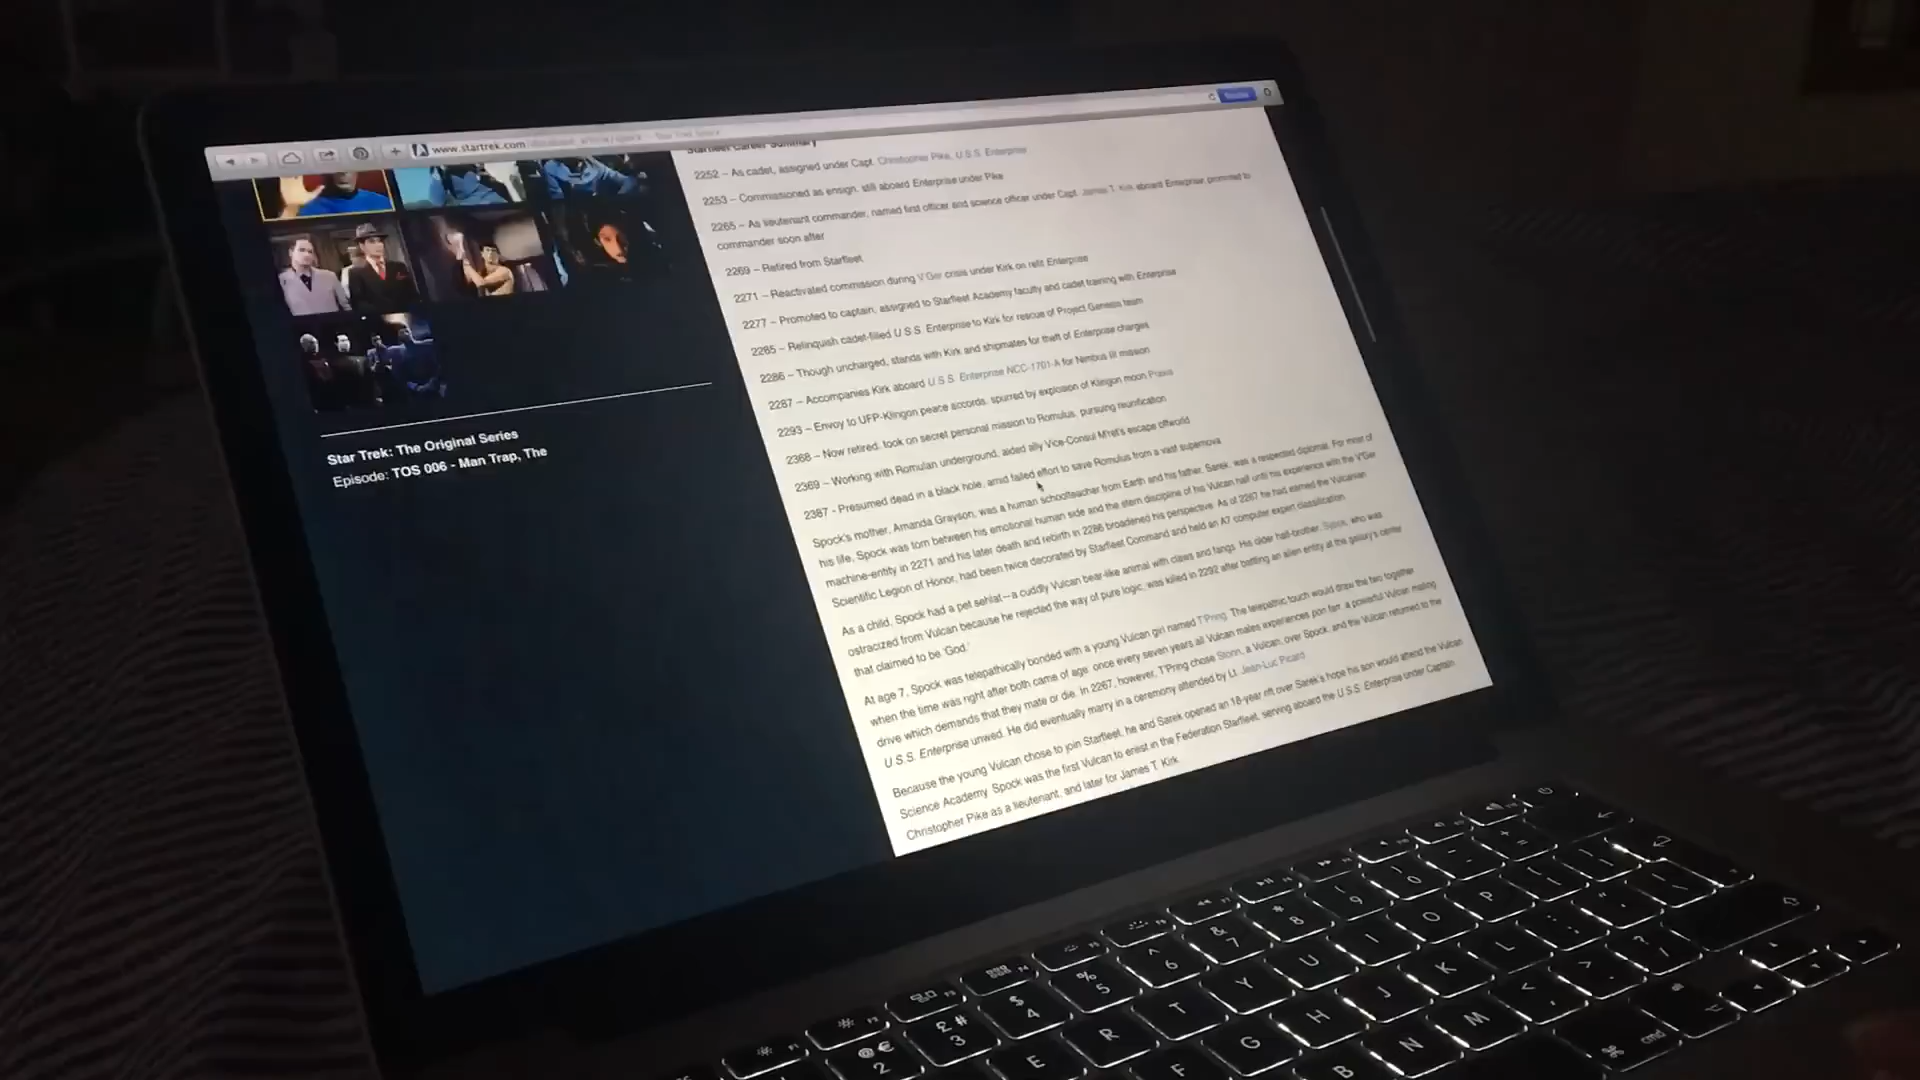 www.startrek.com
Starfleet Career Summary
2252 – As cadet, assigned under Capt. Christopher Pike, U.S.S. Enterprise
2253 – Commissioned as ensign, still aboard Enterprise under Pike
2265 – As lieutenant commander, named first officer and science officer under Capt. James T. Kirk aboard Enterprise; promoted to
commander soon after
2269 – Retired from Starfleet
2271 – Reactivated commission during V'Ger crisis under Kirk on refit Enterprise
2277 – Promoted to captain, assigned to Starfleet Academy faculty and cadet training with Enterprise
2285 – Relinquish cadet-filled U.S.S. Enterprise to Kirk for rescue of Project Genesis team
2286 – Though uncharged, stands with Kirk and shipmates for theft of Enterprise charges
2287 – Accompanies Kirk aboard U.S.S. Enterprise NCC-1701-A for Nimbus III mission
2293 – Envoy to UFP-Klingon peace accords, spurred by explosion of Klingon moon Praxis
2368 – Now retired, took on secret personal mission to Romulus, pursuing reunification
2369 – Working with Romulan underground, aided ally Vice-Consul M'ret's escape offworld
2387 - Presumed dead in a black hole, amid failed effort to save Romulus from a vast supernova
Spock's mother, Amanda Grayson, was a human schoolteacher from Earth and his father, Sarek, was a respected diplomat. For most of
his life, Spock was torn between his emotional human side and the stern discipline of his Vulcan half until his experience with the V'Ger
machine-entity in 2271 and his later death and rebirth in 2286 broadened his perspective. As of 2267 he had earned the Vulcanian
Scientific Legion of Honor, had been twice decorated by Starfleet Command and held an A7 computer expert classification.
As a child, Spock had a pet sehlat—a cuddly Vulcan bear-like animal with claws and fangs. His older half-brother, Sybok, who was
ostracized from Vulcan because he rejected the way of pure logic, was killed in 2292 after battling an alien entity at the galaxy's center
that claimed to be 'God.'
At age 7, Spock was telepathically bonded with a young Vulcan girl named T'Pring. The telepathic touch would draw the two together
when the time was right after both came of age: once every seven years all Vulcan males experiences pon farr, a powerful Vulcan mating
drive which demands that they mate or die. In 2267, however, T'Pring chose Stonn, a Vulcan, over Spock, and the Vulcan returned to the
U.S.S. Enterprise unwed. He did eventually marry in a ceremony attended by Lt. Jean-Luc Picard
Because the young Vulcan chose to join Starfleet, he and Sarek opened an 18-year rift over Sarek's hope his son would attend the Vulcan
Science Academy. Spock was the first Vulcan to enlist in the Federation Starfleet, serving aboard the U.S.S. Enterprise under Captain
Christopher Pike as a lieutenant, and later for James T. Kirk
Star Trek: The Original Series
Episode: TOS 006 - Man Trap, The
@ € 2
£ # 3
$ 4
% 5
^ 6
& 7
* 8
( 9
) 0
E R T Y U I O P
F G H J K L
B N M
⌘ cmd